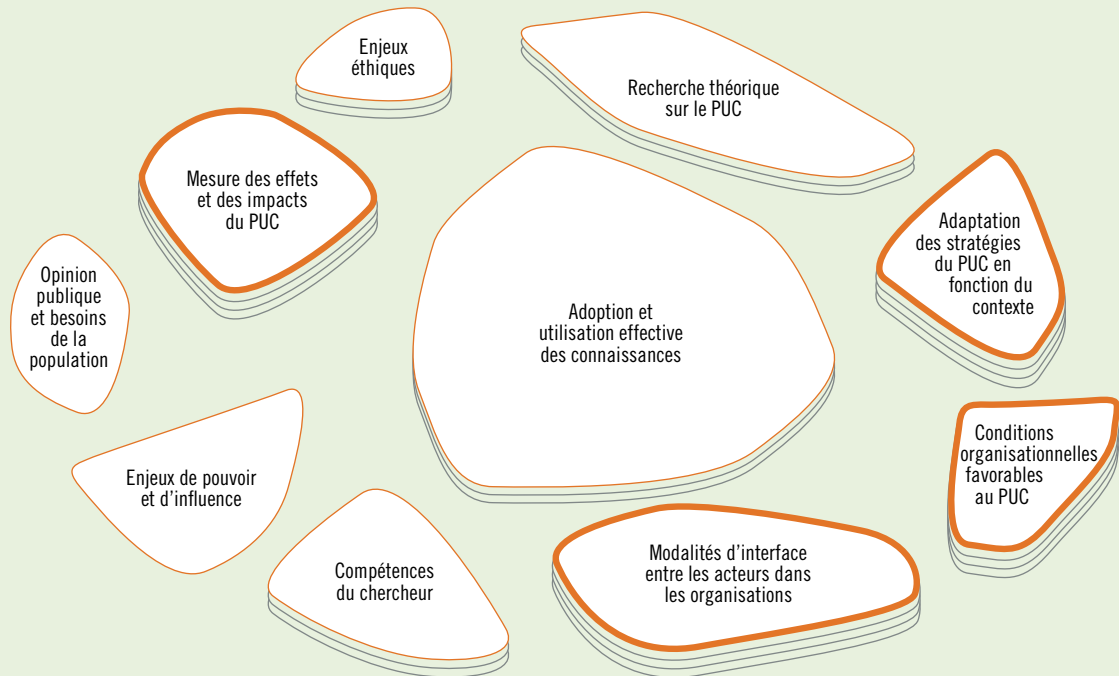 Enjeux
éthiques
Recherche théorique
sur le PUC
Mesure des effets
et des impacts
du PUC
Adaptation
des stratégies
du PUC en
fonction du
contexte
Opinion
publique
et besoins
de la
population
Adoption et
utilisation effective
des connaissances
Conditions
organisationnelles
favorables
au PUC
Enjeux de pouvoir
et d’influence
Modalités d’interface
entre les acteurs dans
les organisations
Compétences
du chercheur